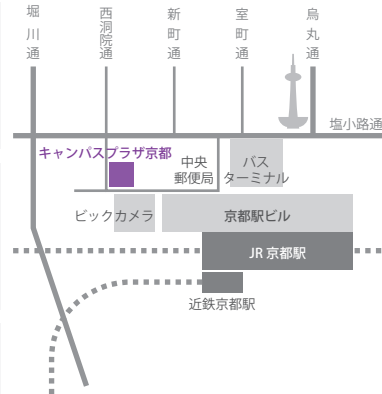 堀川通
西洞院通
新町通
室町通
烏丸通
塩小路通
キャンパスプラザ京都
中央
郵便局
バス
ターミナル
ビックカメラ
京都駅ビル
JR 京都駅
近鉄京都駅